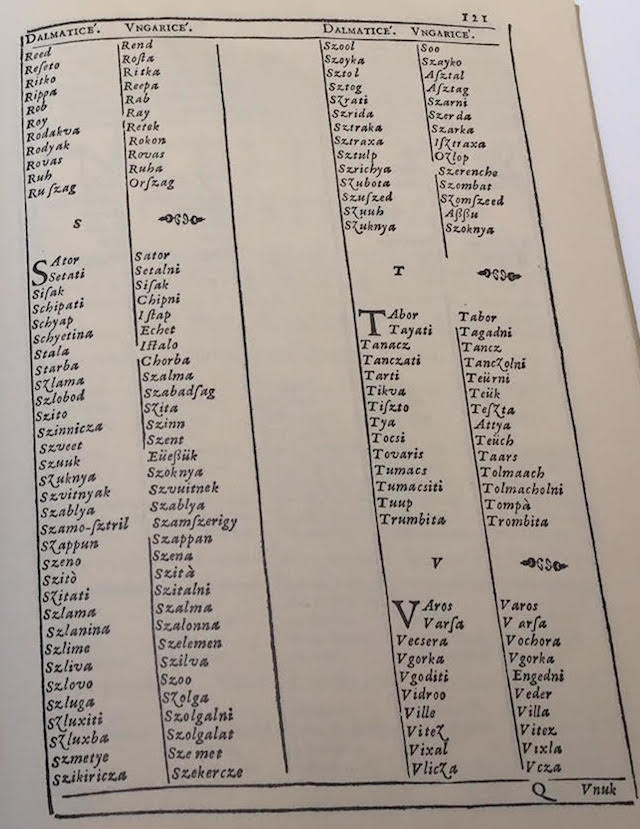 121
DALMATICE´. VNGARICE´.
Reed Rend
Reſeto Roſta
Ritko Ritka
Rippa Reepa
Rob Rab
Roy Ray
Rodakva Retek
Rodyak Rokon
Rovas Rovas
Ruh Ruha
Ruſzag Orſzag
S
SAtor Sator
Setati Setalni
Siſak Siſak
Schipati Chipni
Schyap Iſtap
Schyetina Echet
Stala Iſtalo
Starba Chorba
Szlama Szalma
Szlobod Szabadſag
Szito Szita
Szinnicza Szinn
Szveet Szent
Szuuk Eüeßük
Szuknya Szoknya
Szvitnyak Szvuitnek
Szablya Szablya
Szamo-ſztril Szamſzerigy
Szappun Szappan
Szeno Szena
Szitò Szità
Szitati Szitalni
Szlama Szalma
Szlanina Szalonna
Szlime Szelemen
Szliva Szilva
Szlovo Szoo
Szluga Szolga
Szluxiti Szolgalni
Szluxba Szolgalat
Szmetye Szemet
Szikiricza Szekercze
DALMATICE´. VNGARICE´.
Szool Soo
Szoyka Szayko
Sztol Aſztal
Sztog Aſztag
Szrati Szarni
Szrida Szerda
Sztraka Szarka
Sztraxa Iſztraxa
Sztulp Ozlop
Szrichya Szerenche
Szubota Szombat
Szuſzed Szomſzeed
Szuuh Aßßu
Szuknya Szoknya
T
TAbor Tabor
Tayati Tagadni
Tanacz Tancz
Tanczati Tanczolni
Tarti Teürni
Tikva Teük
Tiſzto Teſzta
Tya Attya
Tocsi Teüch
Tovaris Taars
Tumacs Tolmaach
Tumacsiti Tolmacholni
Tuup Tompà
Trumbita Trombita
V
VAros Varos
Varſa Varſa
Vecsera Vochora
Vgorka Vgorka
Vgoditi Engedni
Vidroo Veder
Ville Villa
Vitez Vitez
Vixal Vixla
Vlicza Vcza
Q Vnuk